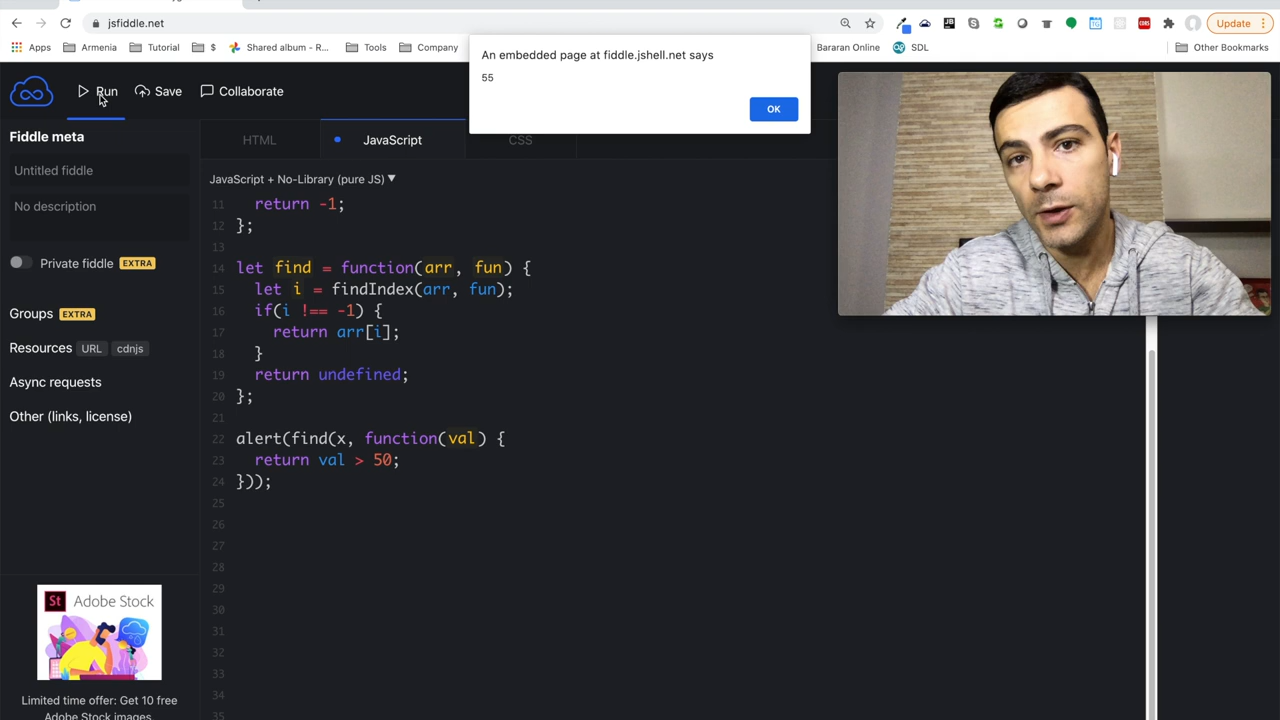 jsfiddle.net
Update
Apps
Armenia
Tutorial
$
Shared album - R...
Tools
Company
Bararan Online
SDL
Other Bookmarks
An embedded page at fiddle.jshell.net says
55
OK
Run
Save
Collaborate
Fiddle meta
Untitled fiddle
No description
Private fiddle EXTRA
Groups EXTRA
Resources URL cdnjs
Async requests
Other (links, license)
HTML
JavaScript
CSS
JavaScript + No-Library (pure JS) ▼
11 return -1;
12 };
13
14 let find = function(arr, fun) {
15 let i = findIndex(arr, fun);
16 if(i !== -1) {
17 return arr[i];
18 }
19 return undefined;
20 };
21
22 alert(find(x, function(val) {
23 return val > 50;
24 }));
25
26
27
28
29
30
31
32
33
34
35
St Adobe Stock
Limited time offer: Get 10 free
Adobe Stock images